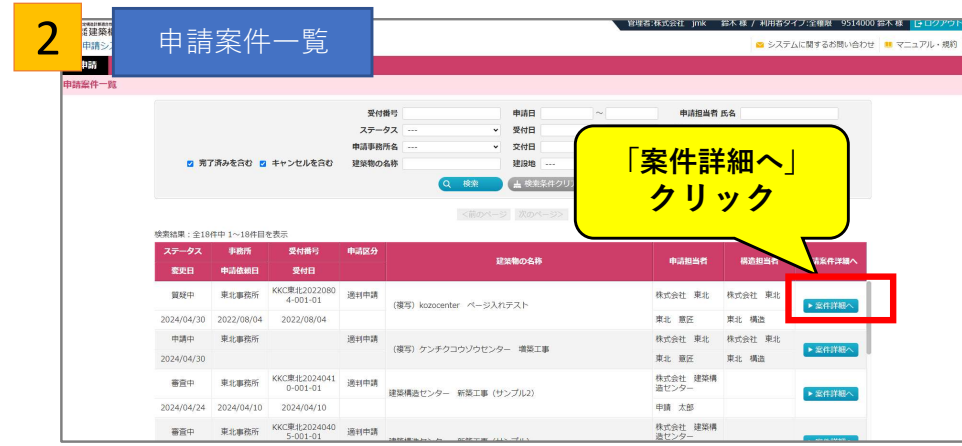 2
申請案件一覧
建築構
申請シ
管理者:株式会社 jmk 鈴木 様 / 利用者タイプ:全権限 9514000 鈴木 様 ログアウト
システムに関するお問い合わせ マニュアル・規約
申請
申請案件一覧
受付番号 申請日 ～ 申請担当者 氏名
ステータス --- 受付日
申請事務所名 --- 交付日
完了済みを含む キャンセルを含む 建築物の名称 建設地 ---
検索 検索条件クリア
「案件詳細へ」
クリック
<前のページ 次のページ>
検索結果：全18件中 1～18件目を表示
ステータス 事務所 受付番号 申請区分 建築物の名称 申請担当者 構造担当者 請案件詳細へ
変更日 申請依頼日 受付日
質疑中 東北事務所 KKC東北2022080 適判申請 (複写) kozocenter ページ入れテスト 株式会社 東北 株式会社 東北 案件詳細へ
4-001-01
2024/04/30 2022/08/04 2022/08/04 東北 意匠 東北 構造
申請中 東北事務所 適判申請 (複写) ケンチクコウゾウセンター 増築工事 株式会社 東北 株式会社 東北 案件詳細へ
2024/04/30 東北 意匠 東北 構造
審査中 東北事務所 KKC東北2024041 適判申請 建築構造センター 新築工事 (サンプル2) 株式会社 建築構 案件詳細へ
0-001-01 造センター
2024/04/24 2024/04/10 2024/04/10 申請 太郎
審査中 東北事務所 KKC東北2024040 適判申請 株式会社 建築構
5-001-01 造センター